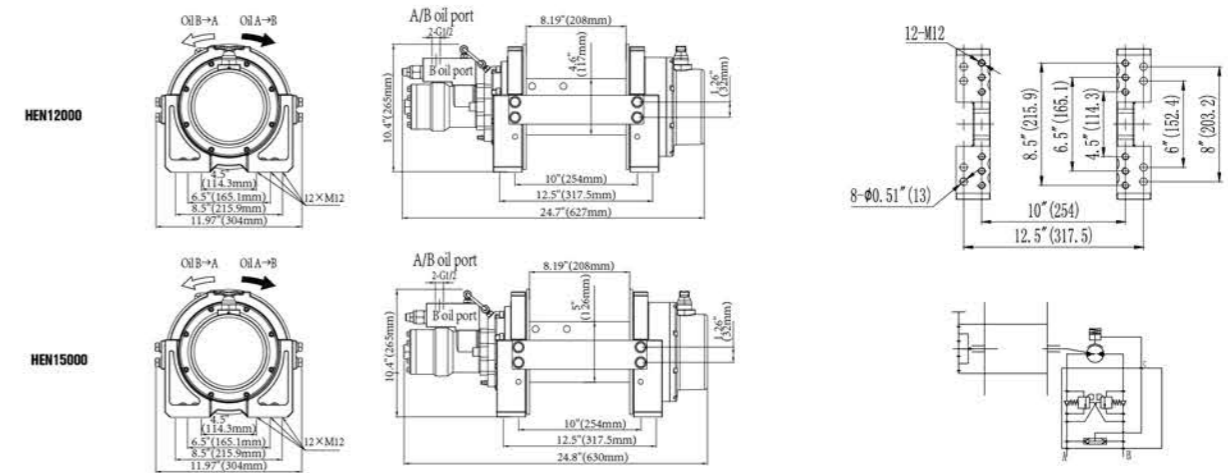 Oil B→A Oil A→B
HEN12000
4.5"
(114.3mm)
6.5"(165.1mm)
8.5"(215.9mm)
11.97"(304mm)
12×M12
A/B oil port
2-G1/2
B oil port
8.19"(208mm)
4.6"
(117mm)
1.26"
(32mm)
10.4"(265mm)
10"(254mm)
12.5"(317.5mm)
24.7"(627mm)
12-M12
8.5"(215.9)
6.5"(165.1)
4.5"(114.3)
6"(152.4)
8"(203.2)
8-φ0.51"(13)
10"(254)
12.5"(317.5)
Oil B→A Oil A→B
HEN15000
4.5"
(114.3mm)
6.5"(165.1mm)
8.5"(215.9mm)
11.97"(304mm)
12×M12
A/B oil port
2-G1/2
B oil port
8.19"(208mm)
5"
(126mm)
1.26"
(32mm)
10.4"(265mm)
10"(254mm)
12.5"(317.5mm)
24.8"(630mm)